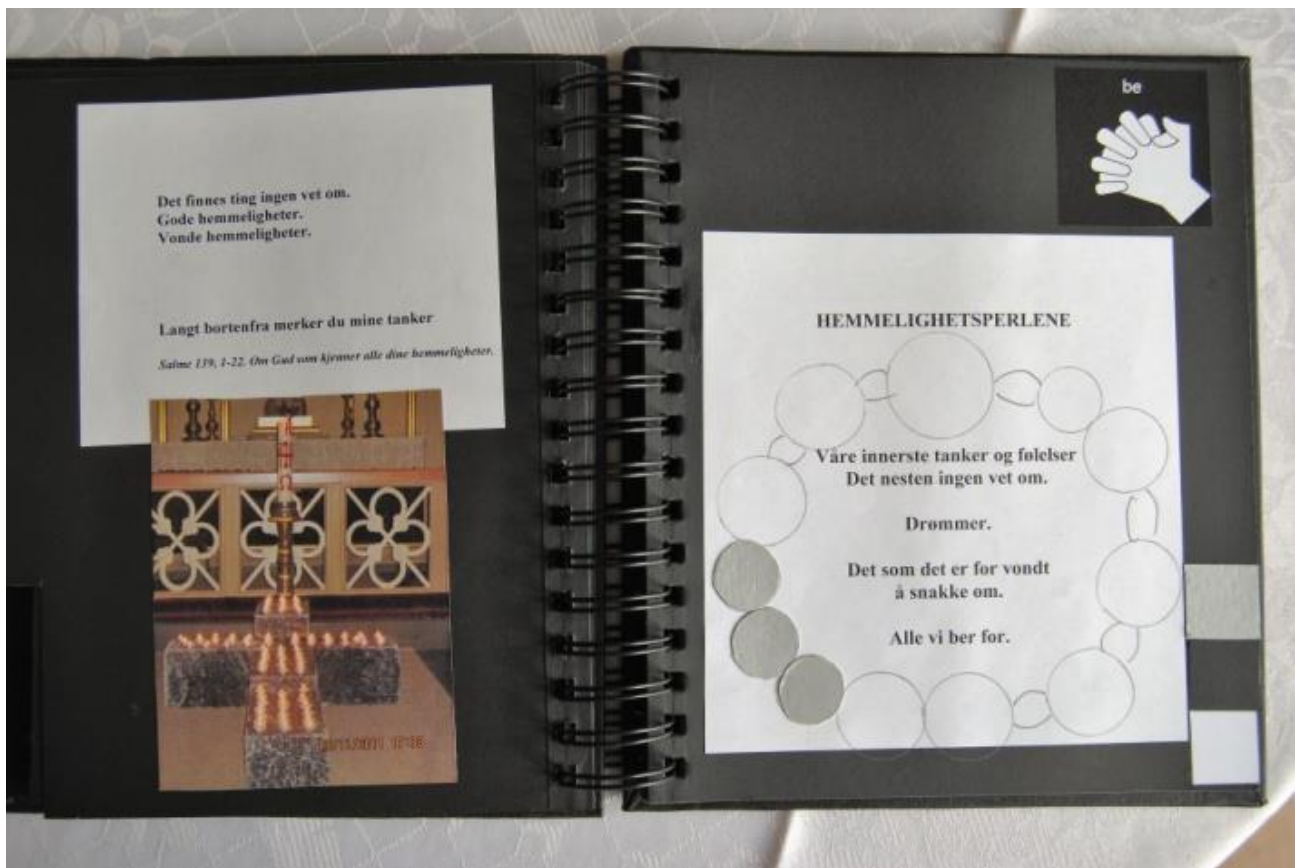 Det finnes ting ingen vet om.
Gode hemmeligheter.
Vonde hemmeligheter.
Langt bortenfra merker du mine tanker
Salme 139, 1-22. Om Gud som kjenner alle dine hemmeligheter.
be
HEMMELIGHETSPERLENE
Våre innerste tanker og følelser
Det nesten ingen vet om.
Drømmer.
Det som det er for vondt
å snakke om.
Alle vi ber for.